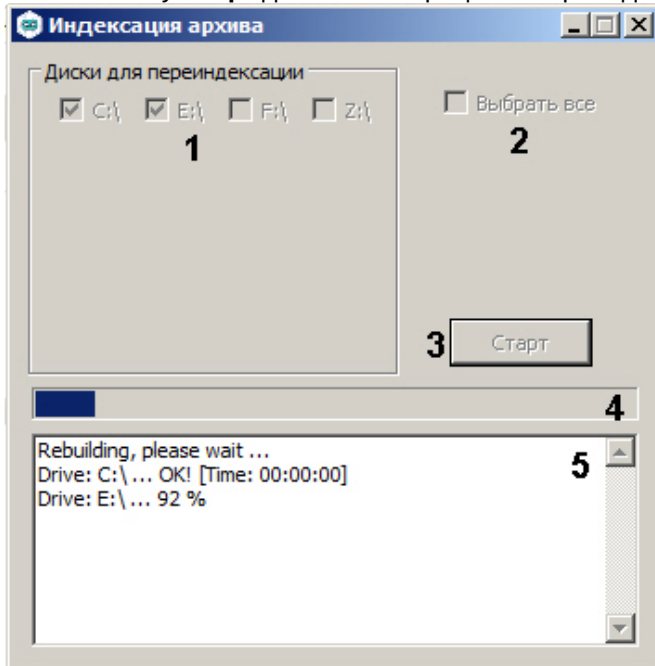 Индексация архива
Диски для переиндексации
C:\ E:\ F:\ Z:\
Выбрать все
1
2
3
Старт
4
Rebuilding, please wait ...
5
Drive: C:\ ... OK! [Time: 00:00:00]
Drive: E:\ ... 92 %